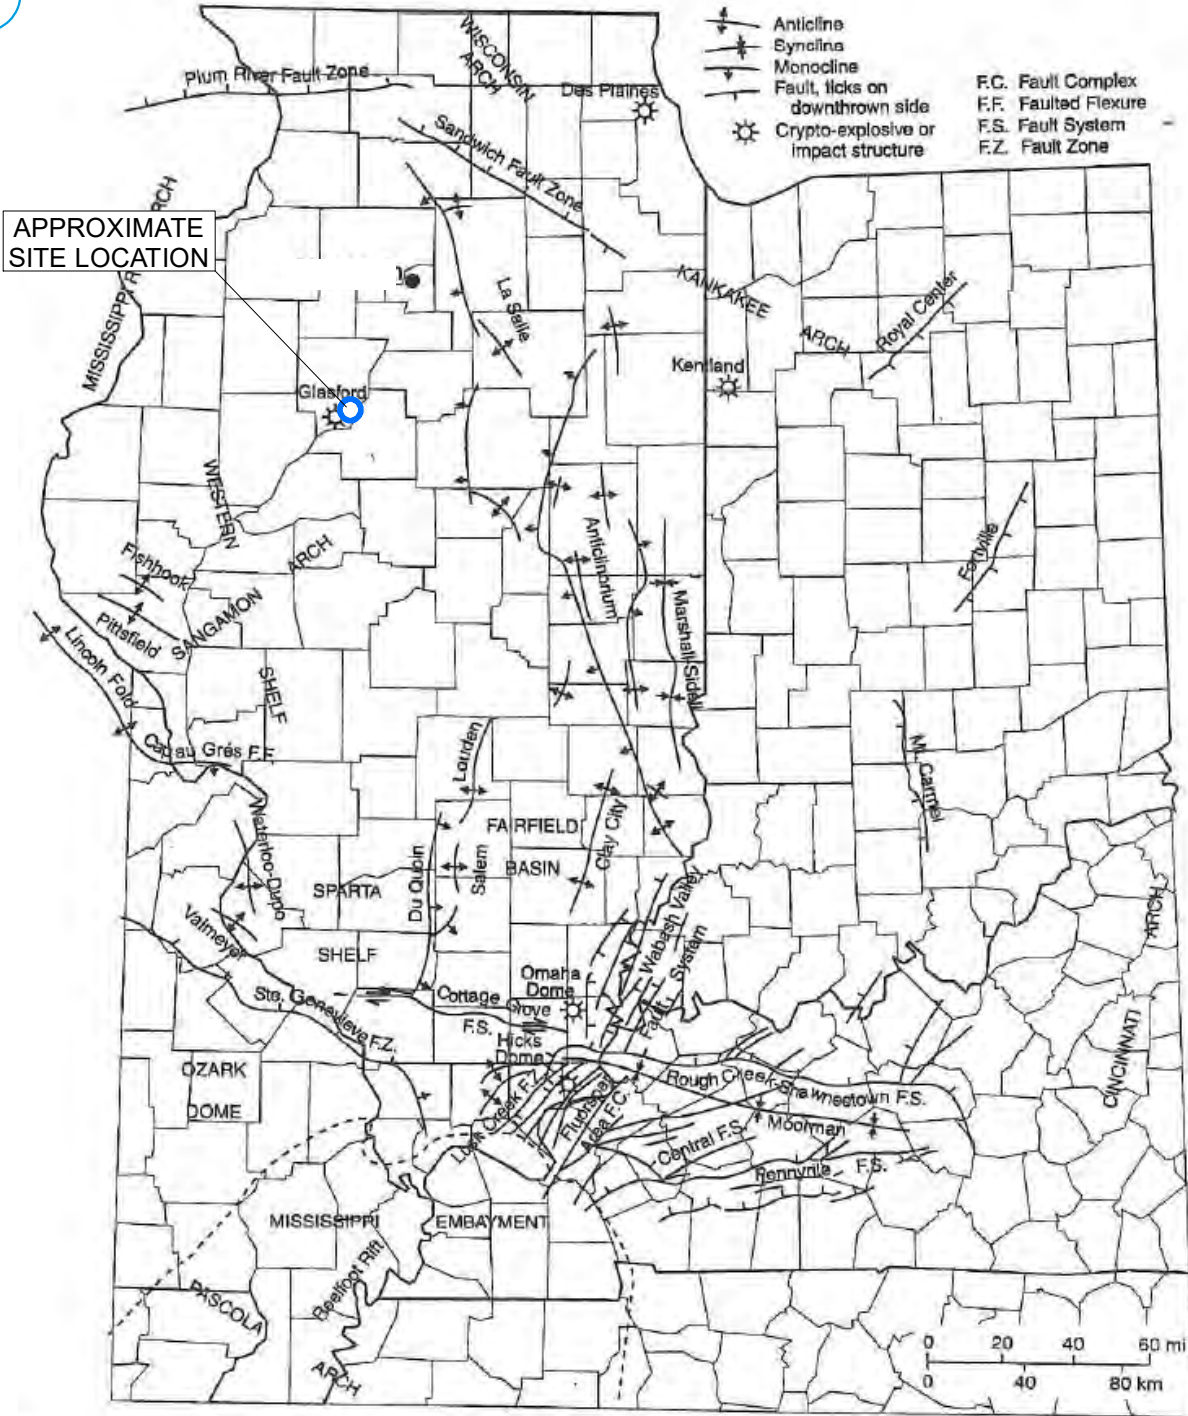 Anticline
Syncline
Monocline
Fault, ticks on
downthrown side
Crypto-explosive or
impact structure
F.C. Fault Complex
F.F. Faulted Flexure
F.S. Fault System
F.Z. Fault Zone
WISCONSIN
ARCH
Plum River Fault Zone
Des Plaines
Sandwich Fault Zone
APPROXIMATE
SITE LOCATION
MISSISSIPPI R
RCH
KANKAKEE
ARCH
La Salle
Royal Center
Kentland
Glasford
WESTERN
Anticlinorium
Fortville
ARCH
Fishhook
SANGAMON
Pittsfield
Lincoln Fold
Marshall-Sidell
SHELF
Cap au Grés F.F.
Louden
Mt. Carmel
Waterloo-Dupo
FAIRFIELD
BASIN
Clay City
Du Quoin
Salem
SPARTA
SHELF
Valmeyer
Wabash Valley
Fault System
ARCH
CINCINNATI
Omaha
Dome
Ste. Genevieve F.Z.
Cottage Grove
F.S.
Hicks
Dome
OZARK
DOME
Rough Creek-Shawneetown F.S.
Lusk Creek F.Z.
Fluorspar
Area F.C.
Moorman
Central F.S.
Pennyrile F.S.
MISSISSIPPI
EMBAYMENT
Reelfoot Rift
PASCOLA
ARCH
0 20 40 60 mi
0 40 80 km